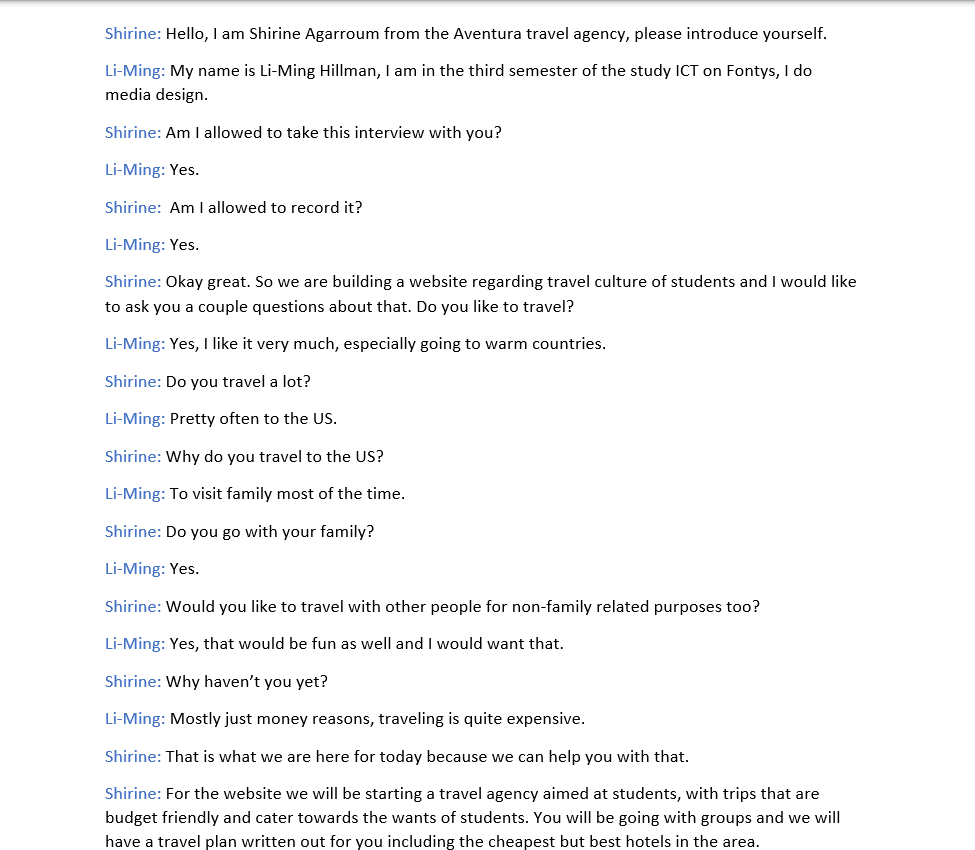 Shirine: Hello, I am Shirine Agarroum from the Aventura travel agency, please introduce yourself.
Li-Ming: My name is Li-Ming Hillman, I am in the third semester of the study ICT on Fontys, I do
media design.
Shirine: Am I allowed to take this interview with you?
Li-Ming: Yes.
Shirine:  Am I allowed to record it?
Li-Ming: Yes.
Shirine: Okay great. So we are building a website regarding travel culture of students and I would like
to ask you a couple questions about that. Do you like to travel?
Li-Ming: Yes, I like it very much, especially going to warm countries.
Shirine: Do you travel a lot?
Li-Ming: Pretty often to the US.
Shirine: Why do you travel to the US?
Li-Ming: To visit family most of the time.
Shirine: Do you go with your family?
Li-Ming: Yes.
Shirine: Would you like to travel with other people for non-family related purposes too?
Li-Ming: Yes, that would be fun as well and I would want that.
Shirine: Why haven’t you yet?
Li-Ming: Mostly just money reasons, traveling is quite expensive.
Shirine: That is what we are here for today because we can help you with that.
Shirine: For the website we will be starting a travel agency aimed at students, with trips that are
budget friendly and cater towards the wants of students. You will be going with groups and we will
have a travel plan written out for you including the cheapest but best hotels in the area.